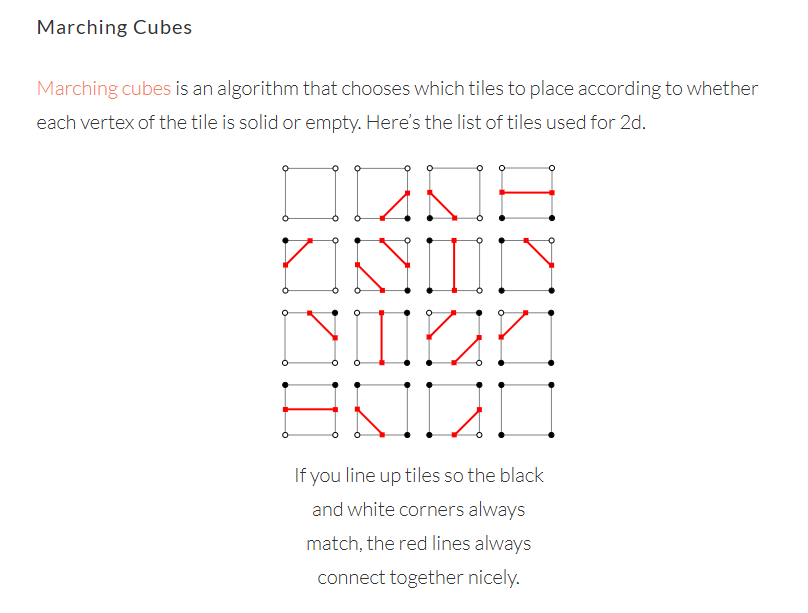 Marching Cubes
Marching cubes is an algorithm that chooses which tiles to place according to whether
each vertex of the tile is solid or empty. Here’s the list of tiles used for 2d.
If you line up tiles so the black
and white corners always
match, the red lines always
connect together nicely.